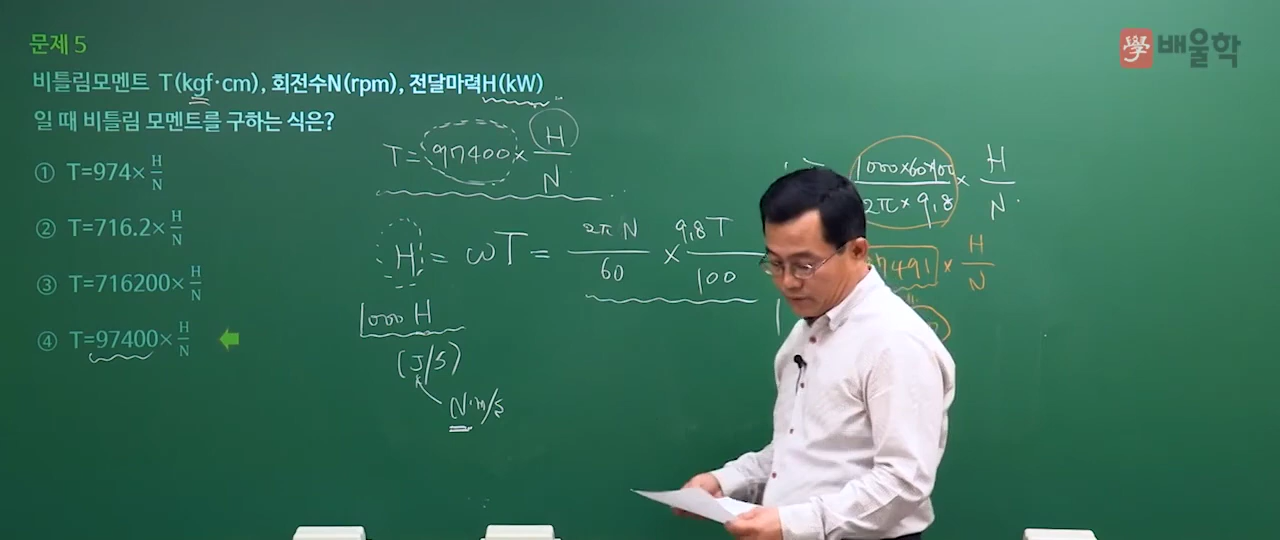 문제 5
學 배울학
비틀림모멘트 T(kgf·cm), 회전수N(rpm), 전달마력H(kW)
일 때 비틀림 모멘트를 구하는 식은?
① T=974× H/N
② T=716.2× H/N
③ T=716200× H/N
④ T=97400× H/N
T= 97400 × H/N
H = ωT = 2π N/60 × 9.8T/100
1000 H
(J/S)
N·m/s
1000×60×100/2π×9.8 × H/N
97491 × H/N